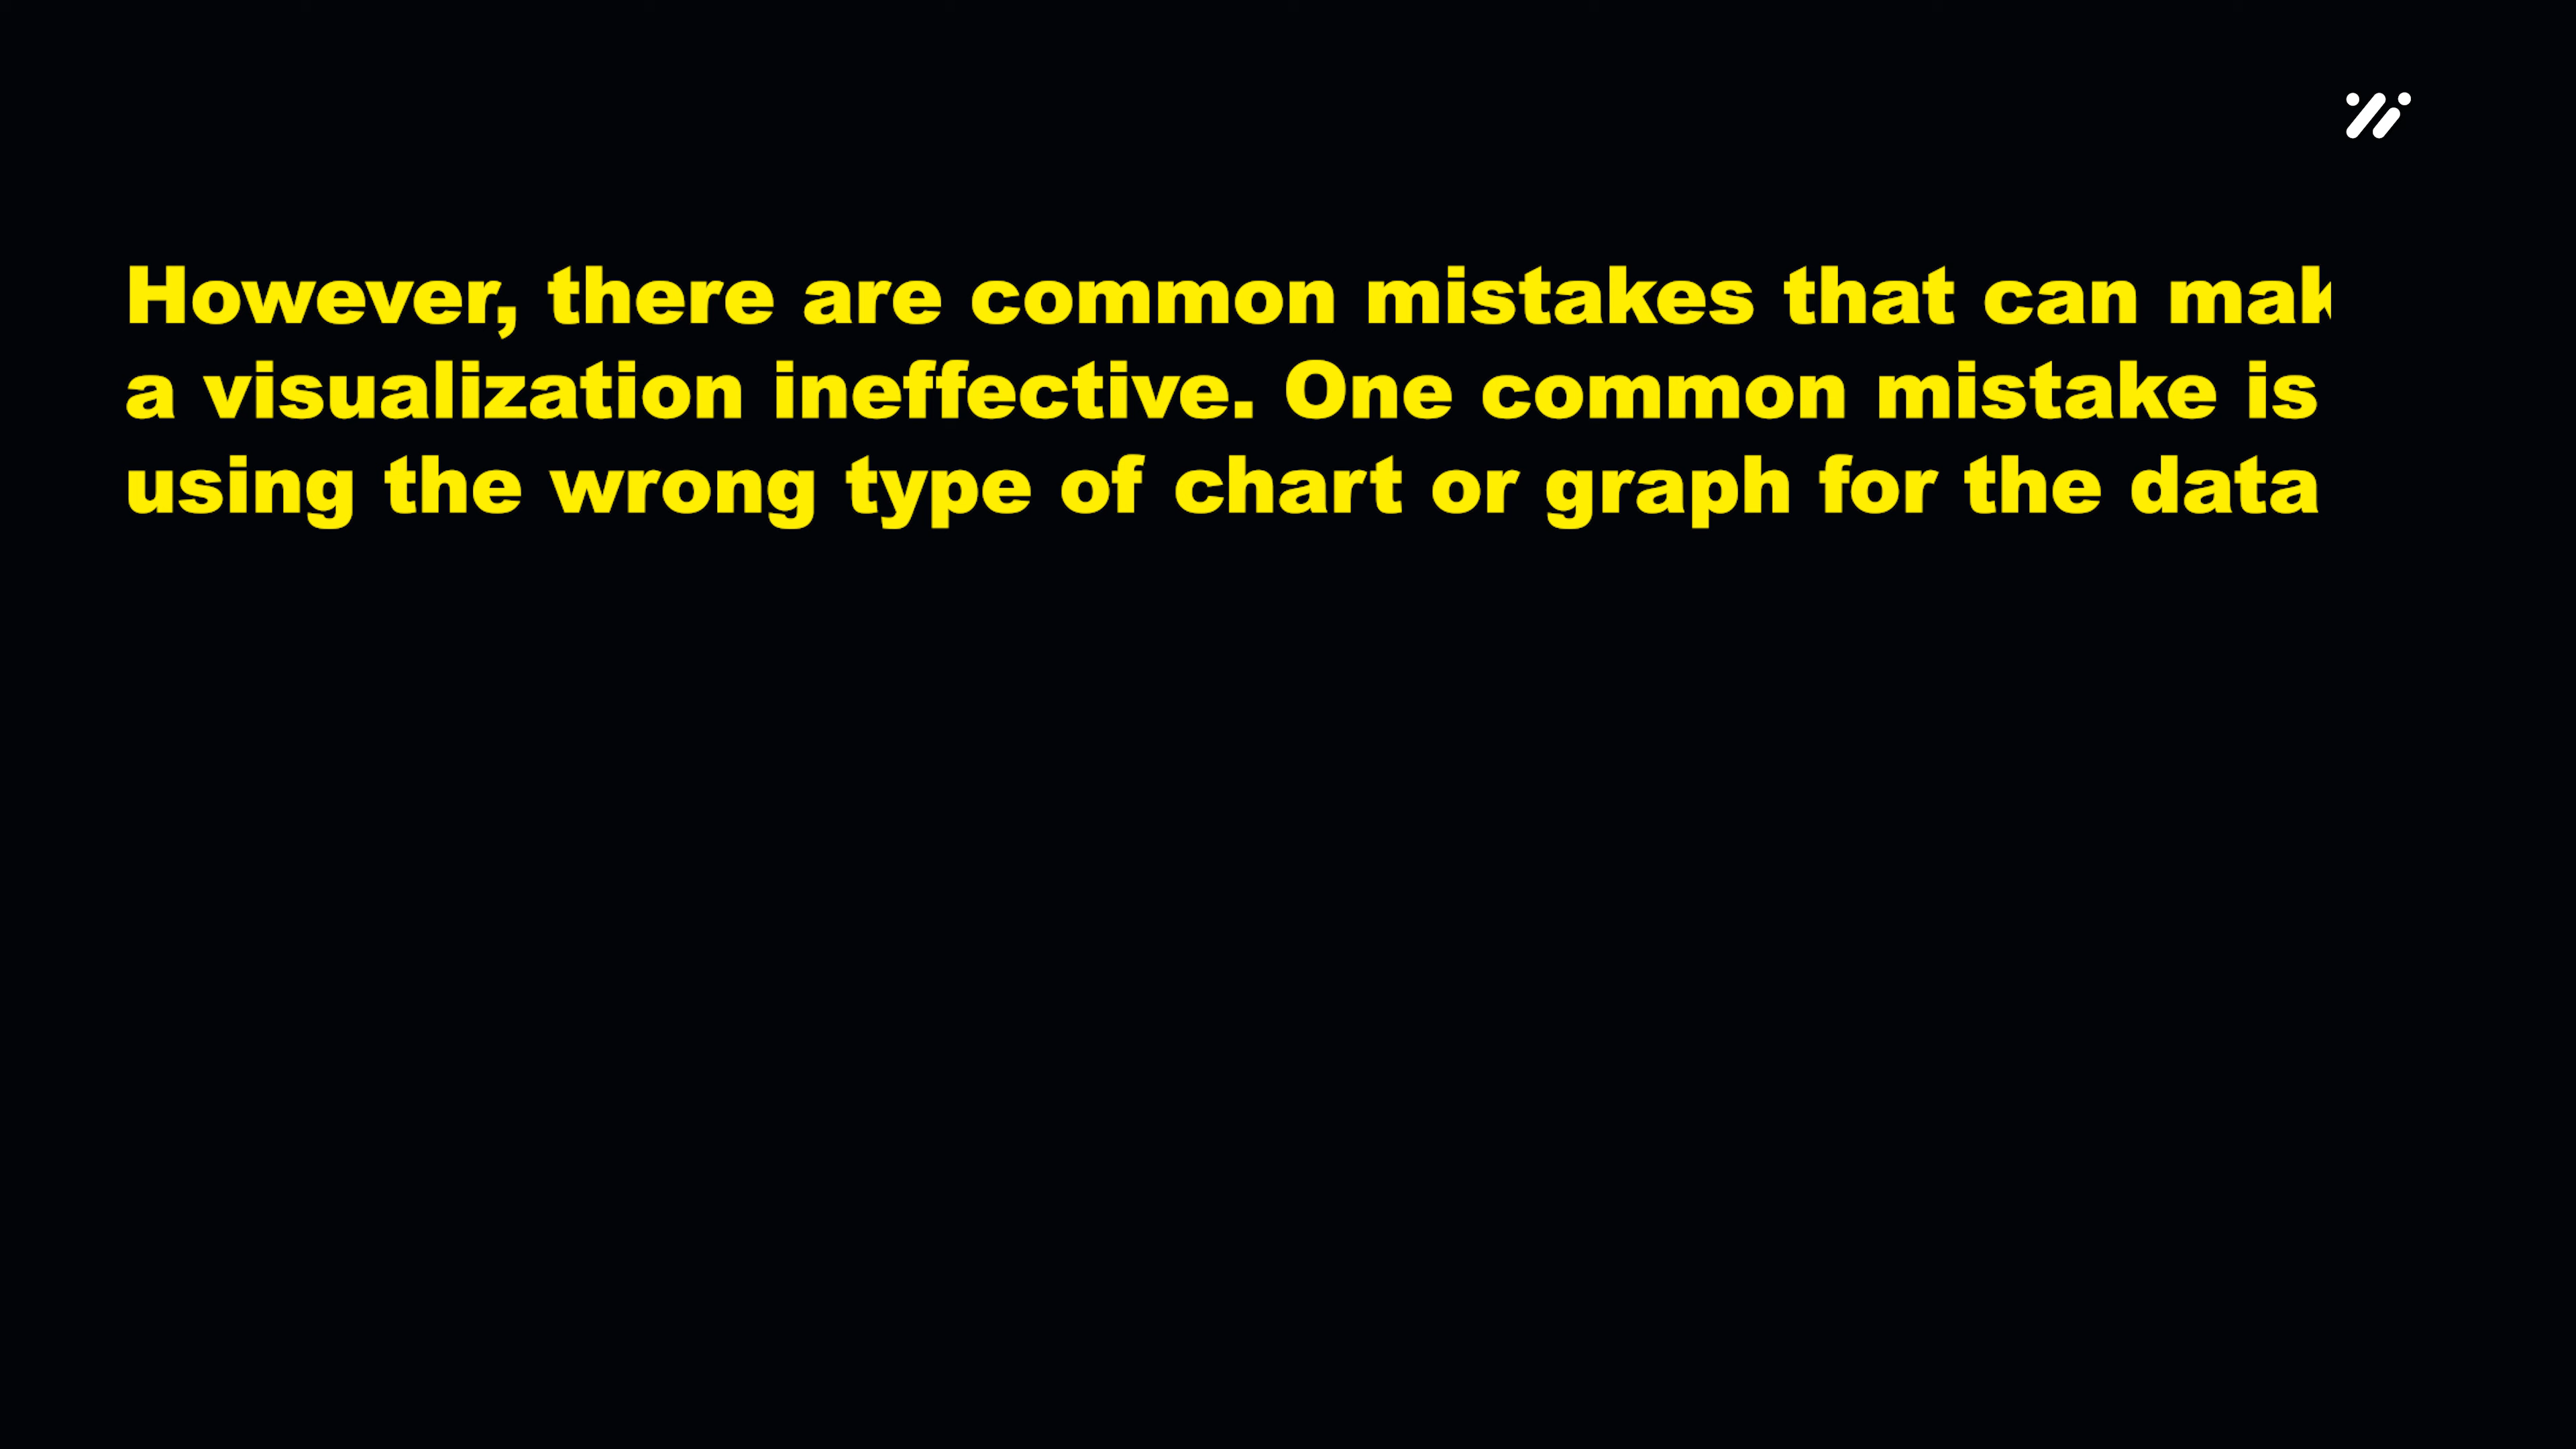 However, there are common mistakes that can mak
a visualization ineffective. One common mistake is
using the wrong type of chart or graph for the data